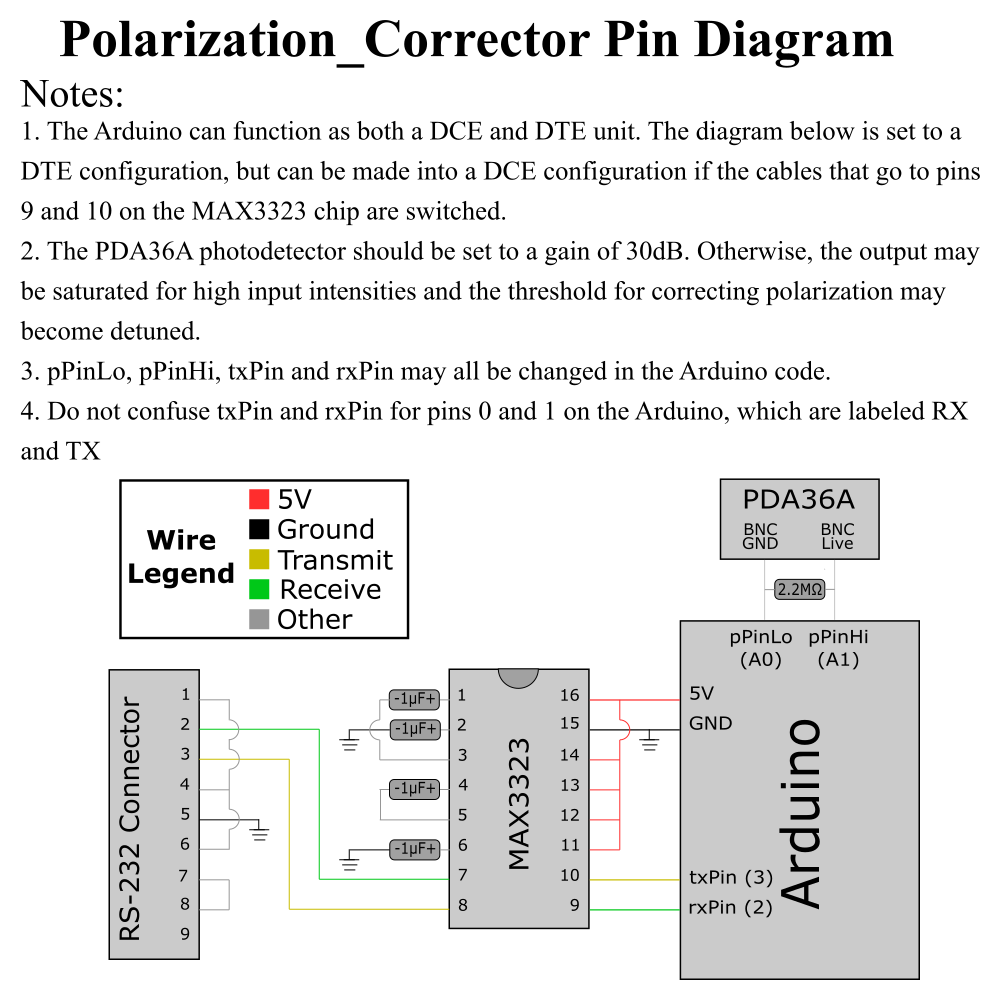 Polarization_Corrector Pin Diagram
Notes:
1. The Arduino can function as both a DCE and DTE unit. The diagram below is set to a
DTE configuration, but can be made into a DCE configuration if the cables that go to pins
9 and 10 on the MAX3323 chip are switched.
2. The PDA36A photodetector should be set to a gain of 30dB. Otherwise, the output may
be saturated for high input intensities and the threshold for correcting polarization may
become detuned.
3. pPinLo, pPinHi, txPin and rxPin may all be changed in the Arduino code.
4. Do not confuse txPin and rxPin for pins 0 and 1 on the Arduino, which are labeled RX
and TX
Wire
Legend
5V
Ground
Transmit
Receive
Other
PDA36A
BNC
GND
BNC
Live
2.2MΩ
RS-232 Connector
1
2
3
4
5
6
7
8
9
-1µF+
-1µF+
-1µF+
-1µF+
MAX3323
1
2
3
4
5
6
7
8
16
15
14
13
12
11
10
9
pPinLo
(A0)
pPinHi
(A1)
5V
GND
Arduino
txPin (3)
rxPin (2)